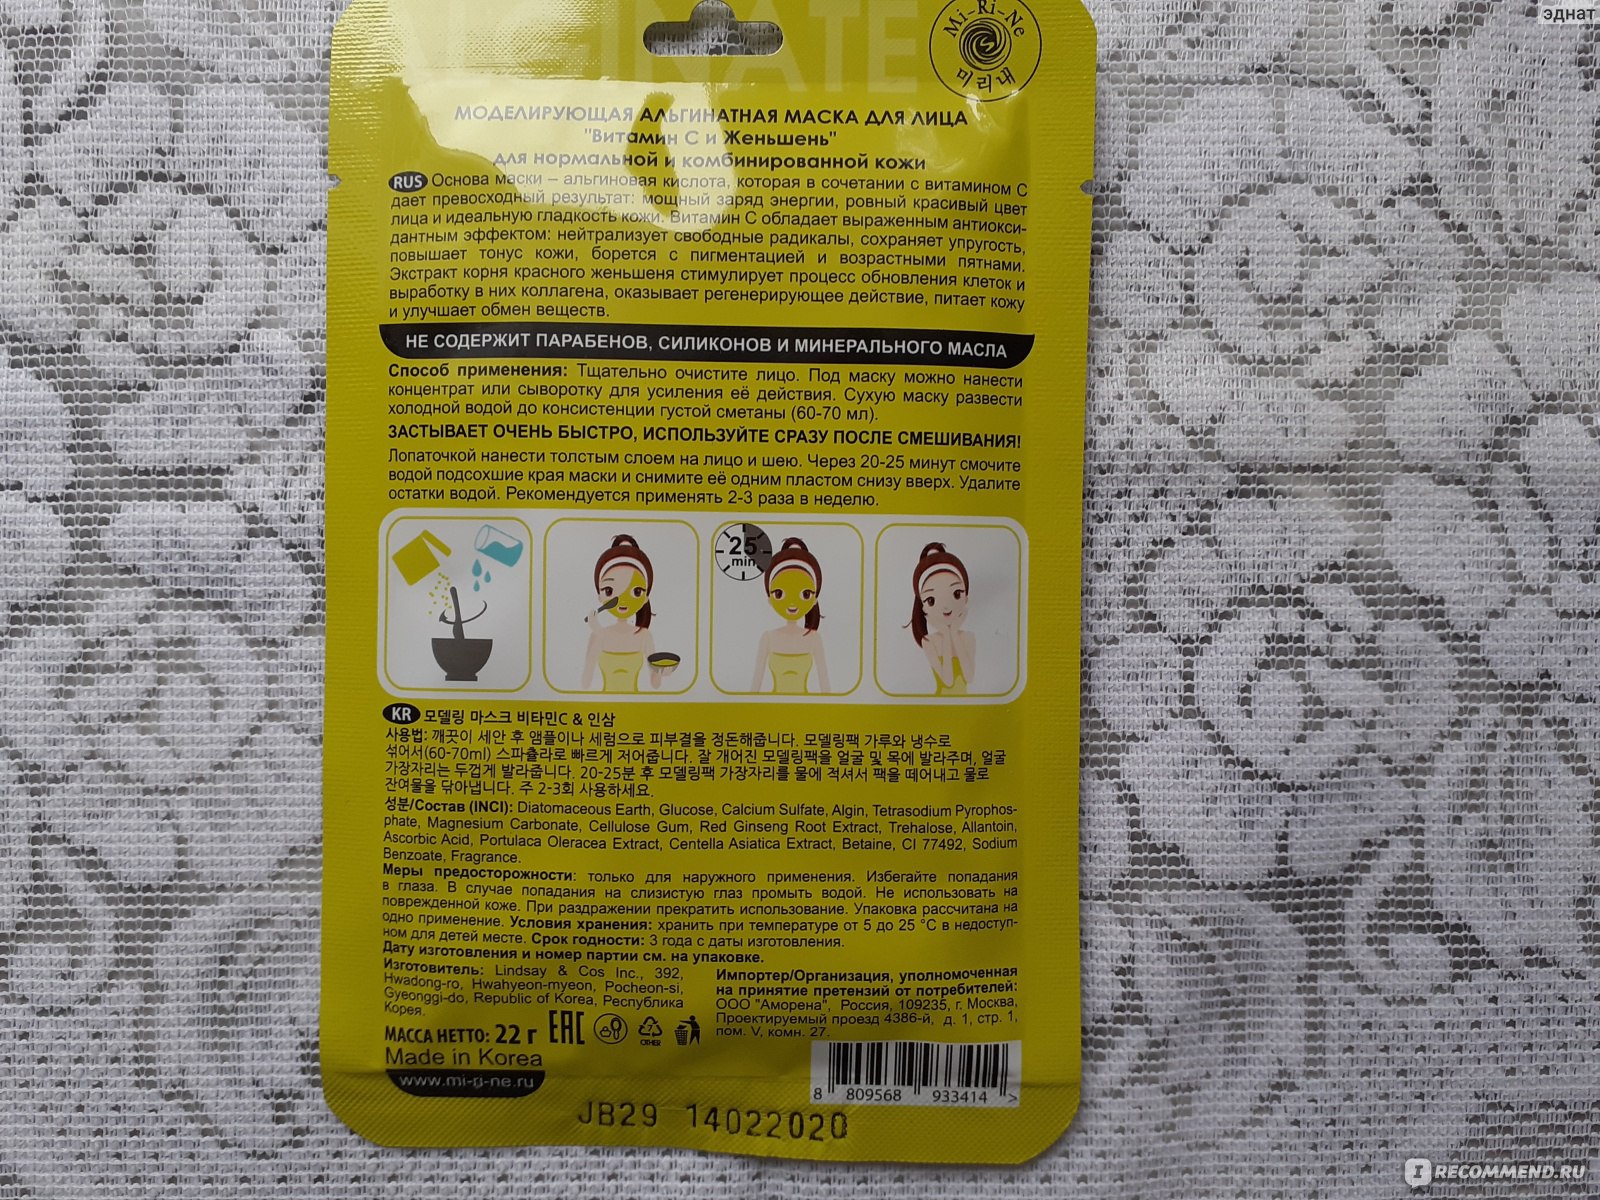 эднат
INATE
Mi-Ri-Ne
미리내
МОДЕЛИРУЮЩАЯ АЛЬГИНАТНАЯ МАСКА ДЛЯ ЛИЦА
"Витамин С и Женьшень"
для нормальной и комбинированной кожи
RUS Основа маски – альгиновая кислота, которая в сочетании с витамином С
дает превосходный результат: мощный заряд энергии, ровный красивый цвет
лица и идеальную гладкость кожи. Витамин С обладает выраженным антиокси-
дантным эффектом: нейтрализует свободные радикалы, сохраняет упругость,
повышает тонус кожи, борется с пигментацией и возрастными пятнами.
Экстракт корня красного женьшеня стимулирует процесс обновления клеток и
выработку в них коллагена, оказывает регенерирующее действие, питает кожу
и улучшает обмен веществ.
НЕ СОДЕРЖИТ ПАРАБЕНОВ, СИЛИКОНОВ И МИНЕРАЛЬНОГО МАСЛА
Способ применения: Тщательно очистите лицо. Под маску можно нанести
концентрат или сыворотку для усиления её действия. Сухую маску развести
холодной водой до консистенции густой сметаны (60-70 мл).
ЗАСТЫВАЕТ ОЧЕНЬ БЫСТРО, ИСПОЛЬЗУЙТЕ СРАЗУ ПОСЛЕ СМЕШИВАНИЯ!
Лопаточкой нанести толстым слоем на лицо и шею. Через 20-25 минут смочите
водой подсохшие края маски и снимите её одним пластом снизу вверх. Удалите
остатки водой. Рекомендуется применять 2-3 раза в неделю.
25
min
KR 모델링 마스크 비타민C & 인삼
사용법: 깨끗이 세안 후 앰플이나 세럼으로 피부결을 정돈해줍니다. 모델링팩 가루와 냉수로
섞어서(60-70ml) 스파츌라로 빠르게 저어줍니다. 잘 개어진 모델링팩을 얼굴 및 목에 발라주며, 얼굴
가장자리는 두껍게 발라줍니다. 20-25분 후 모델링팩 가장자리를 물에 적셔서 팩을 떼어내고 물로
잔여물을 닦아냅니다. 주 2-3회 사용하세요.
성분/Состав (INCI): Diatomaceous Earth, Glucose, Calcium Sulfate, Algin, Tetrasodium Pyrophos-
phate, Magnesium Carbonate, Cellulose Gum, Red Ginseng Root Extract, Trehalose, Allantoin,
Ascorbic Acid, Portulaca Oleracea Extract, Centella Asiatica Extract, Betaine, CI 77492, Sodium
Benzoate, Fragrance.
Меры предосторожности: только для наружного применения. Избегайте попадания
в глаза. В случае попадания на слизистую глаз промыть водой. Не использовать на
поврежденной коже. При раздражении прекратить использование. Упаковка рассчитана на
одно применение. Условия хранения: хранить при температуре от 5 до 25 °С в недоступ-
ном для детей месте. Срок годности: 3 года с даты изготовления.
Дату изготовления и номер партии см. на упаковке.
Изготовитель: Lindsay & Cos Inc., 392,
Hwadong-ro, Hwahyeon-myeon, Pocheon-si,
Gyeonggi-do, Republic of Korea, Республика
Корея.
Импортер/Организация, уполномоченная
на принятие претензий от потребителей:
ООО "Аморена", Россия, 109235, г. Москва,
Проектируемый проезд 4386-й, д. 1, стр. 1,
пом. V, комн. 27.
МАССА НЕТТО: 22 г EAC
7
OTHER
Made in Korea
www.mi-ri-ne.ru
8 809568 933414 >
JB29 14022020
IRECOMMEND.RU